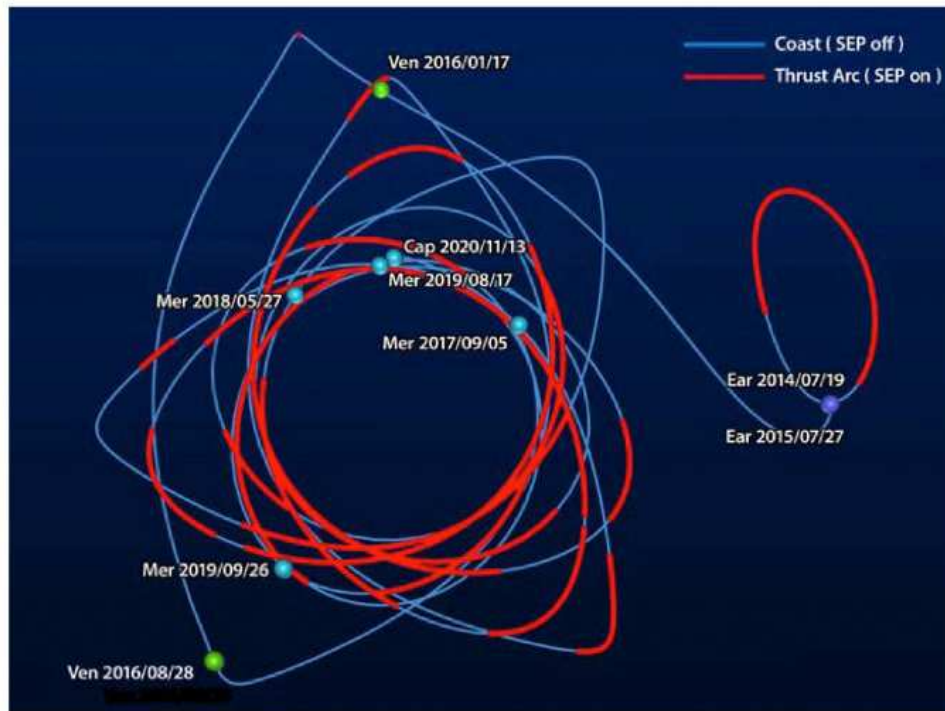 Ven 2016/01/17
Coast ( SEP off )
Thrust Arc ( SEP on )
Cap 2020/11/13
Mer 2019/08/17
Mer 2018/05/27
Mer 2017/09/05
Ear 2014/07/19
Ear 2015/07/27
Mer 2019/09/26
Ven 2016/08/28